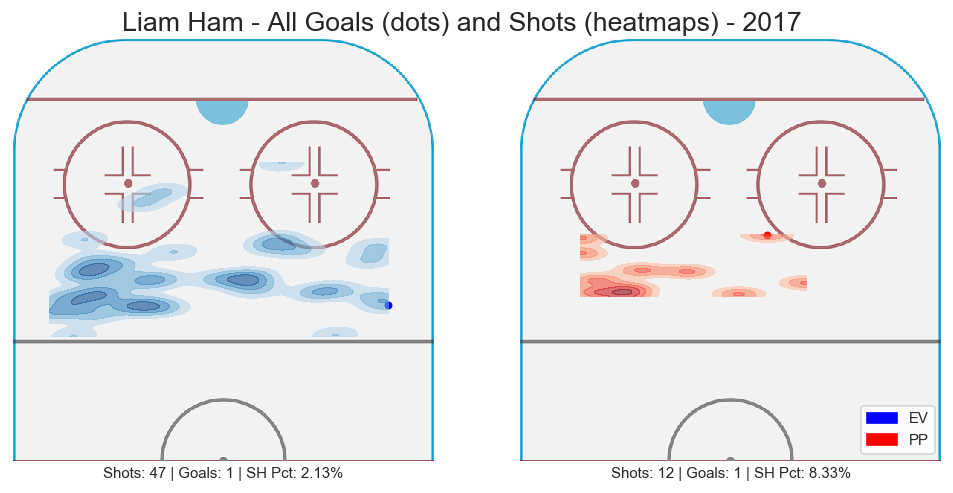 Liam Ham - All Goals (dots) and Shots (heatmaps) - 2017
EV
PP
Shots: 47 | Goals: 1 | SH Pct: 2.13%
Shots: 12 | Goals: 1 | SH Pct: 8.33%